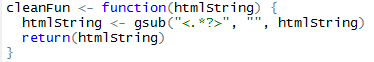 cleanFun <- function(htmlString) {
  htmlString <- gsub("<.*?>", "", htmlString)
  return(htmlString)
}